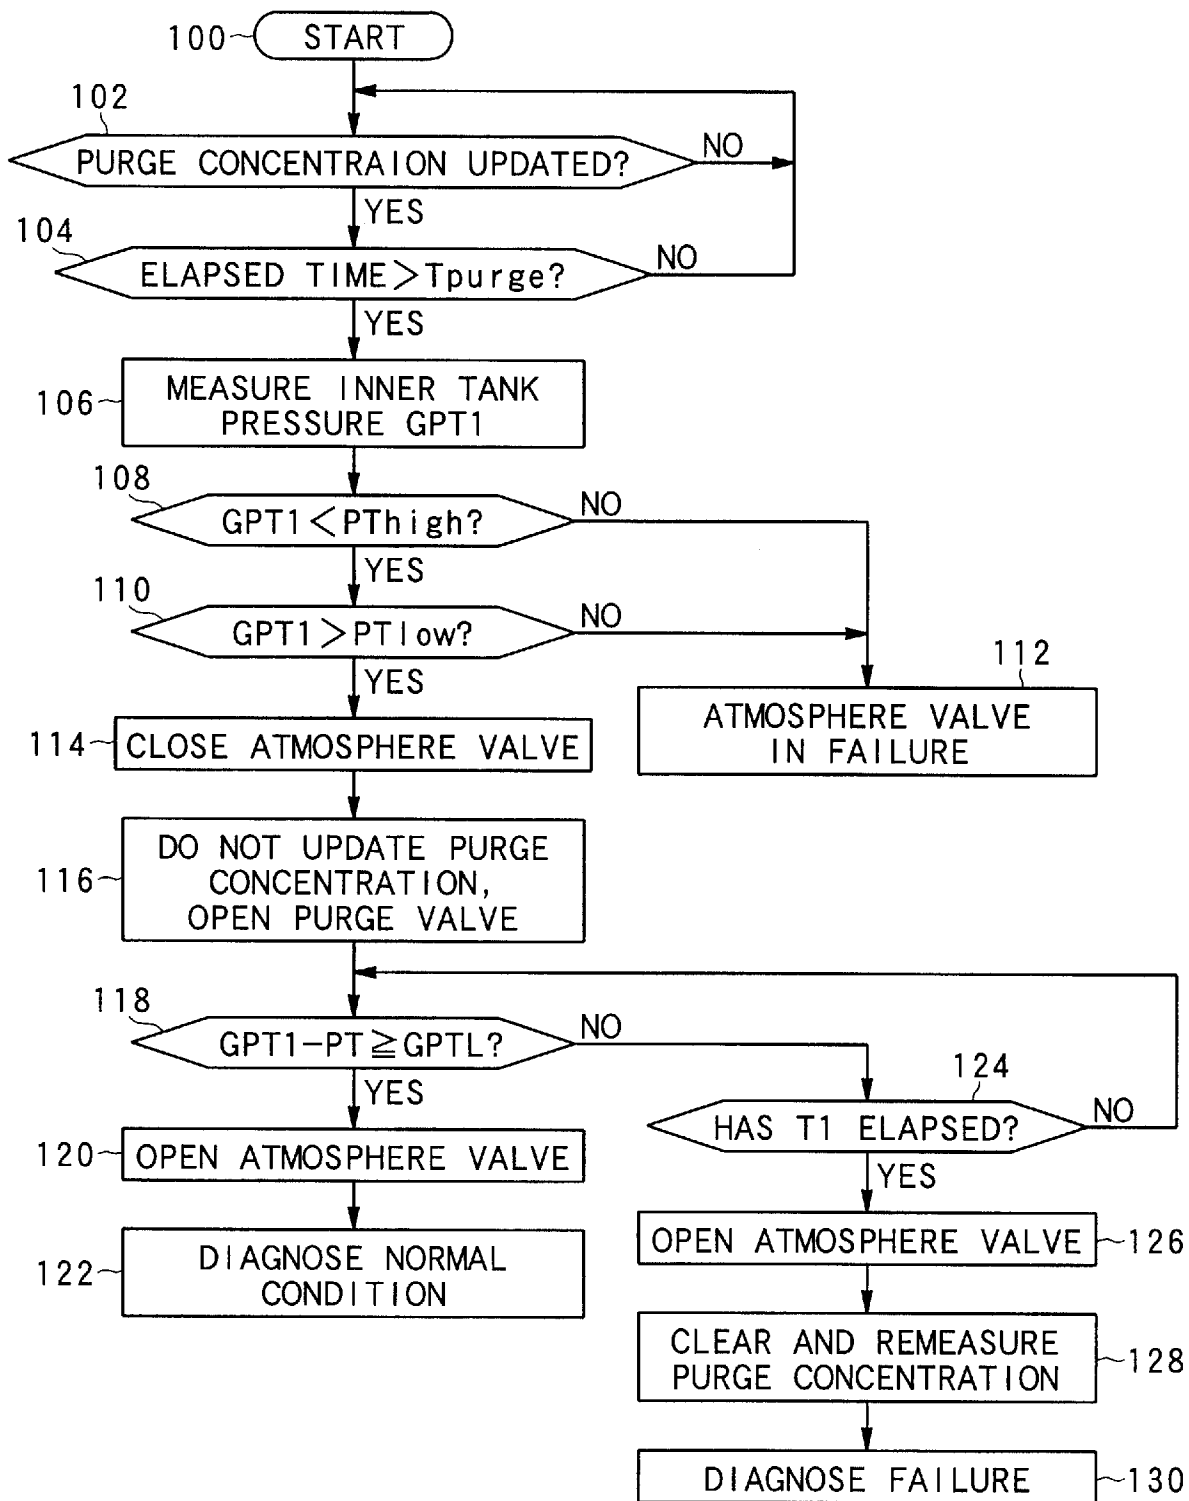 100
START
102
PURGE CONCENTRAION UPDATED?
NO
YES
104
ELAPSED TIME>Tpurge?
NO
YES
106
MEASURE INNER TANK
PRESSURE GPT1
108
GPT1<PThigh?
NO
YES
110
GPT1>PTlow?
NO
YES
112
ATMOSPHERE VALVE
IN FAILURE
114
CLOSE ATMOSPHERE VALVE
116
DO NOT UPDATE PURGE
CONCENTRATION,
OPEN PURGE VALVE
118
GPT1-PT≧GPTL?
NO
YES
124
HAS T1 ELAPSED?
NO
YES
120
OPEN ATMOSPHERE VALVE
122
DIAGNOSE NORMAL
CONDITION
OPEN ATMOSPHERE VALVE
126
CLEAR AND REMEASURE
PURGE CONCENTRATION
128
DIAGNOSE FAILURE
130